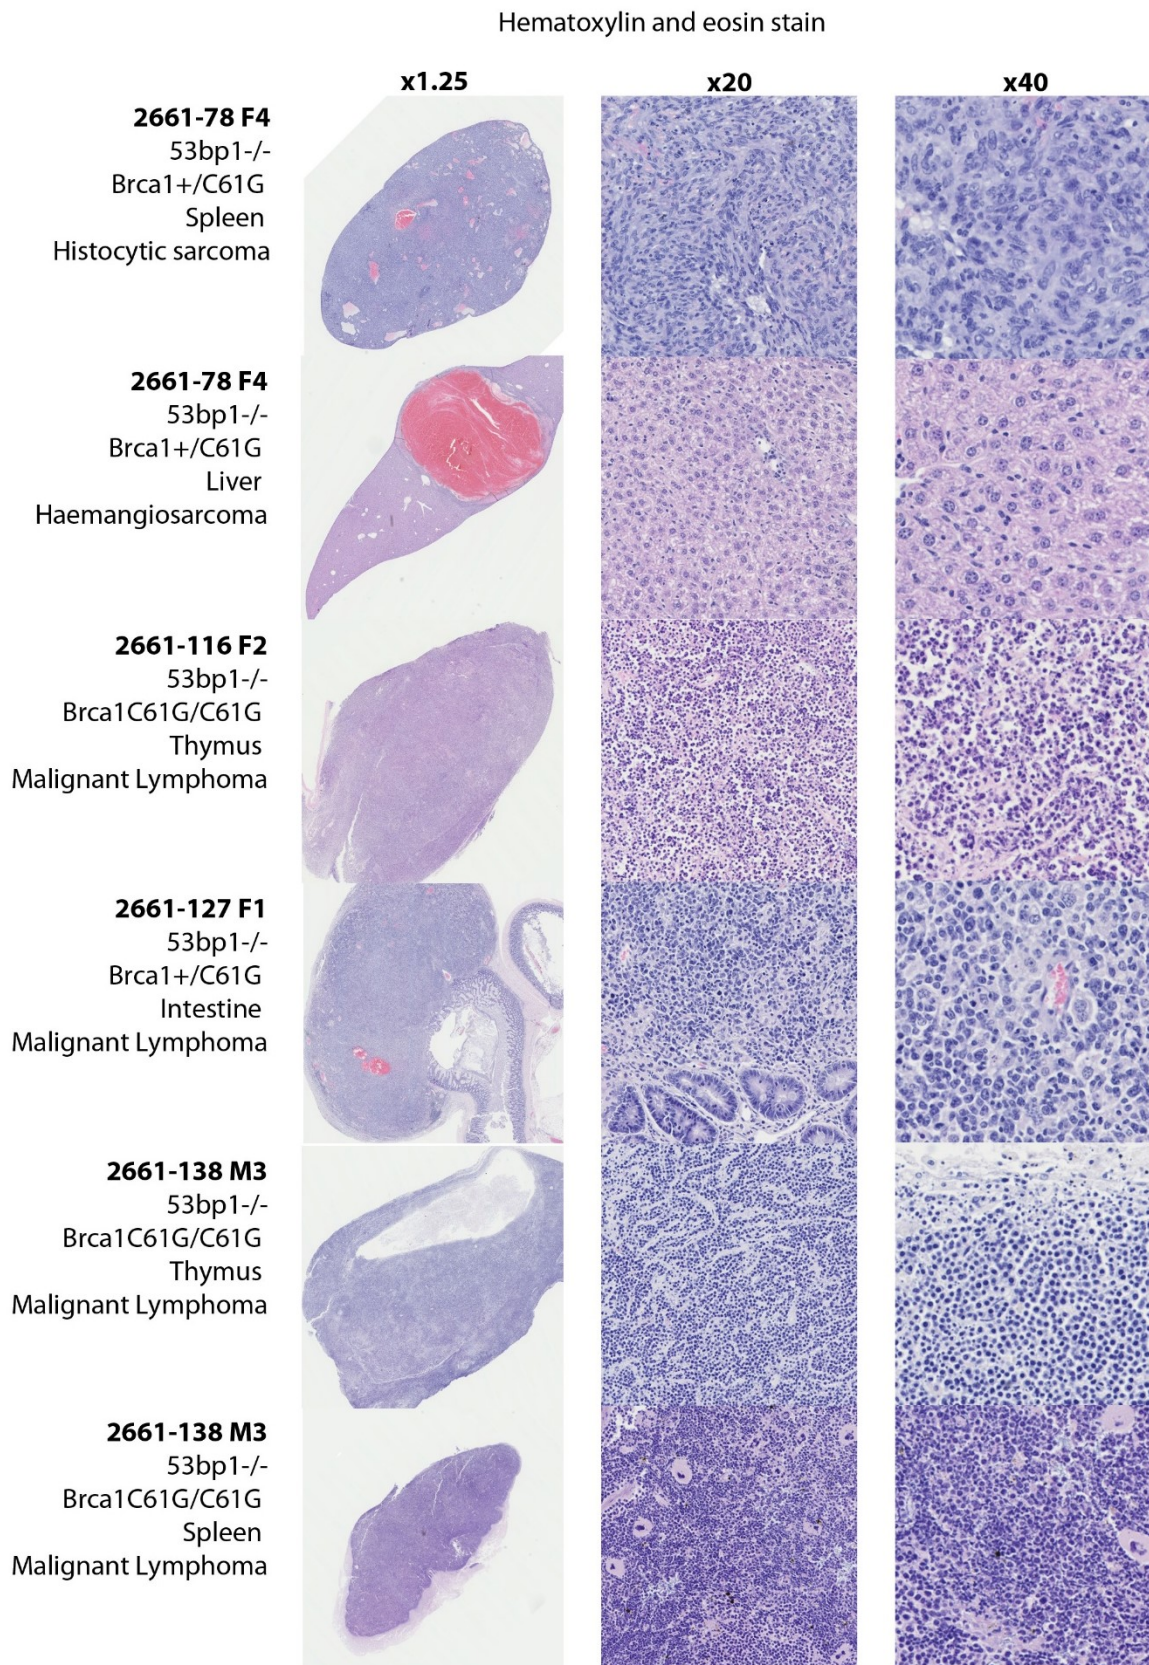 Hematoxylin and eosin stain
x1.25 x20 x40
2661-78 F4
53bp1-/-
Brca1+/C61G
Spleen
Histocytic sarcoma
2661-78 F4
53bp1-/-
Brca1+/C61G
Liver
Haemangiosarcoma
2661-116 F2
53bp1-/-
Brca1C61G/C61G
Thymus
Malignant Lymphoma
2661-127 F1
53bp1-/-
Brca1+/C61G
Intestine
Malignant Lymphoma
2661-138 M3
53bp1-/-
Brca1C61G/C61G
Thymus
Malignant Lymphoma
2661-138 M3
53bp1-/-
Brca1C61G/C61G
Spleen
Malignant Lymphoma